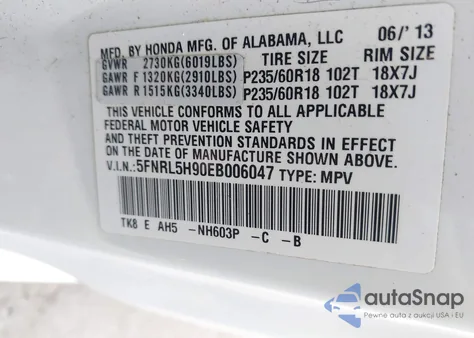 MFD. BY HONDA MFG. OF ALABAMA, LLC 06/'13
GVWR 2730KG(6019LBS) TIRE SIZE RIM SIZE
GAWR F 1320KG(2910LBS) P235/60R18 102T 18X7J
GAWR R 1515KG(3340LBS) P235/60R18 102T 18X7J
THIS VEHICLE CONFORMS TO ALL APPLICABLE
FEDERAL MOTOR VEHICLE SAFETY
AND THEFT PREVENTION STANDARDS IN EFFECT
ON THE DATE OF MANUFACTURE SHOWN ABOVE.
V.I.N.: 5FNRL5H90EB006047 TYPE: MPV
TK8 E AH5 -NH603P -C -B
autoSnap
Pewne auta z aukcji USA i EU